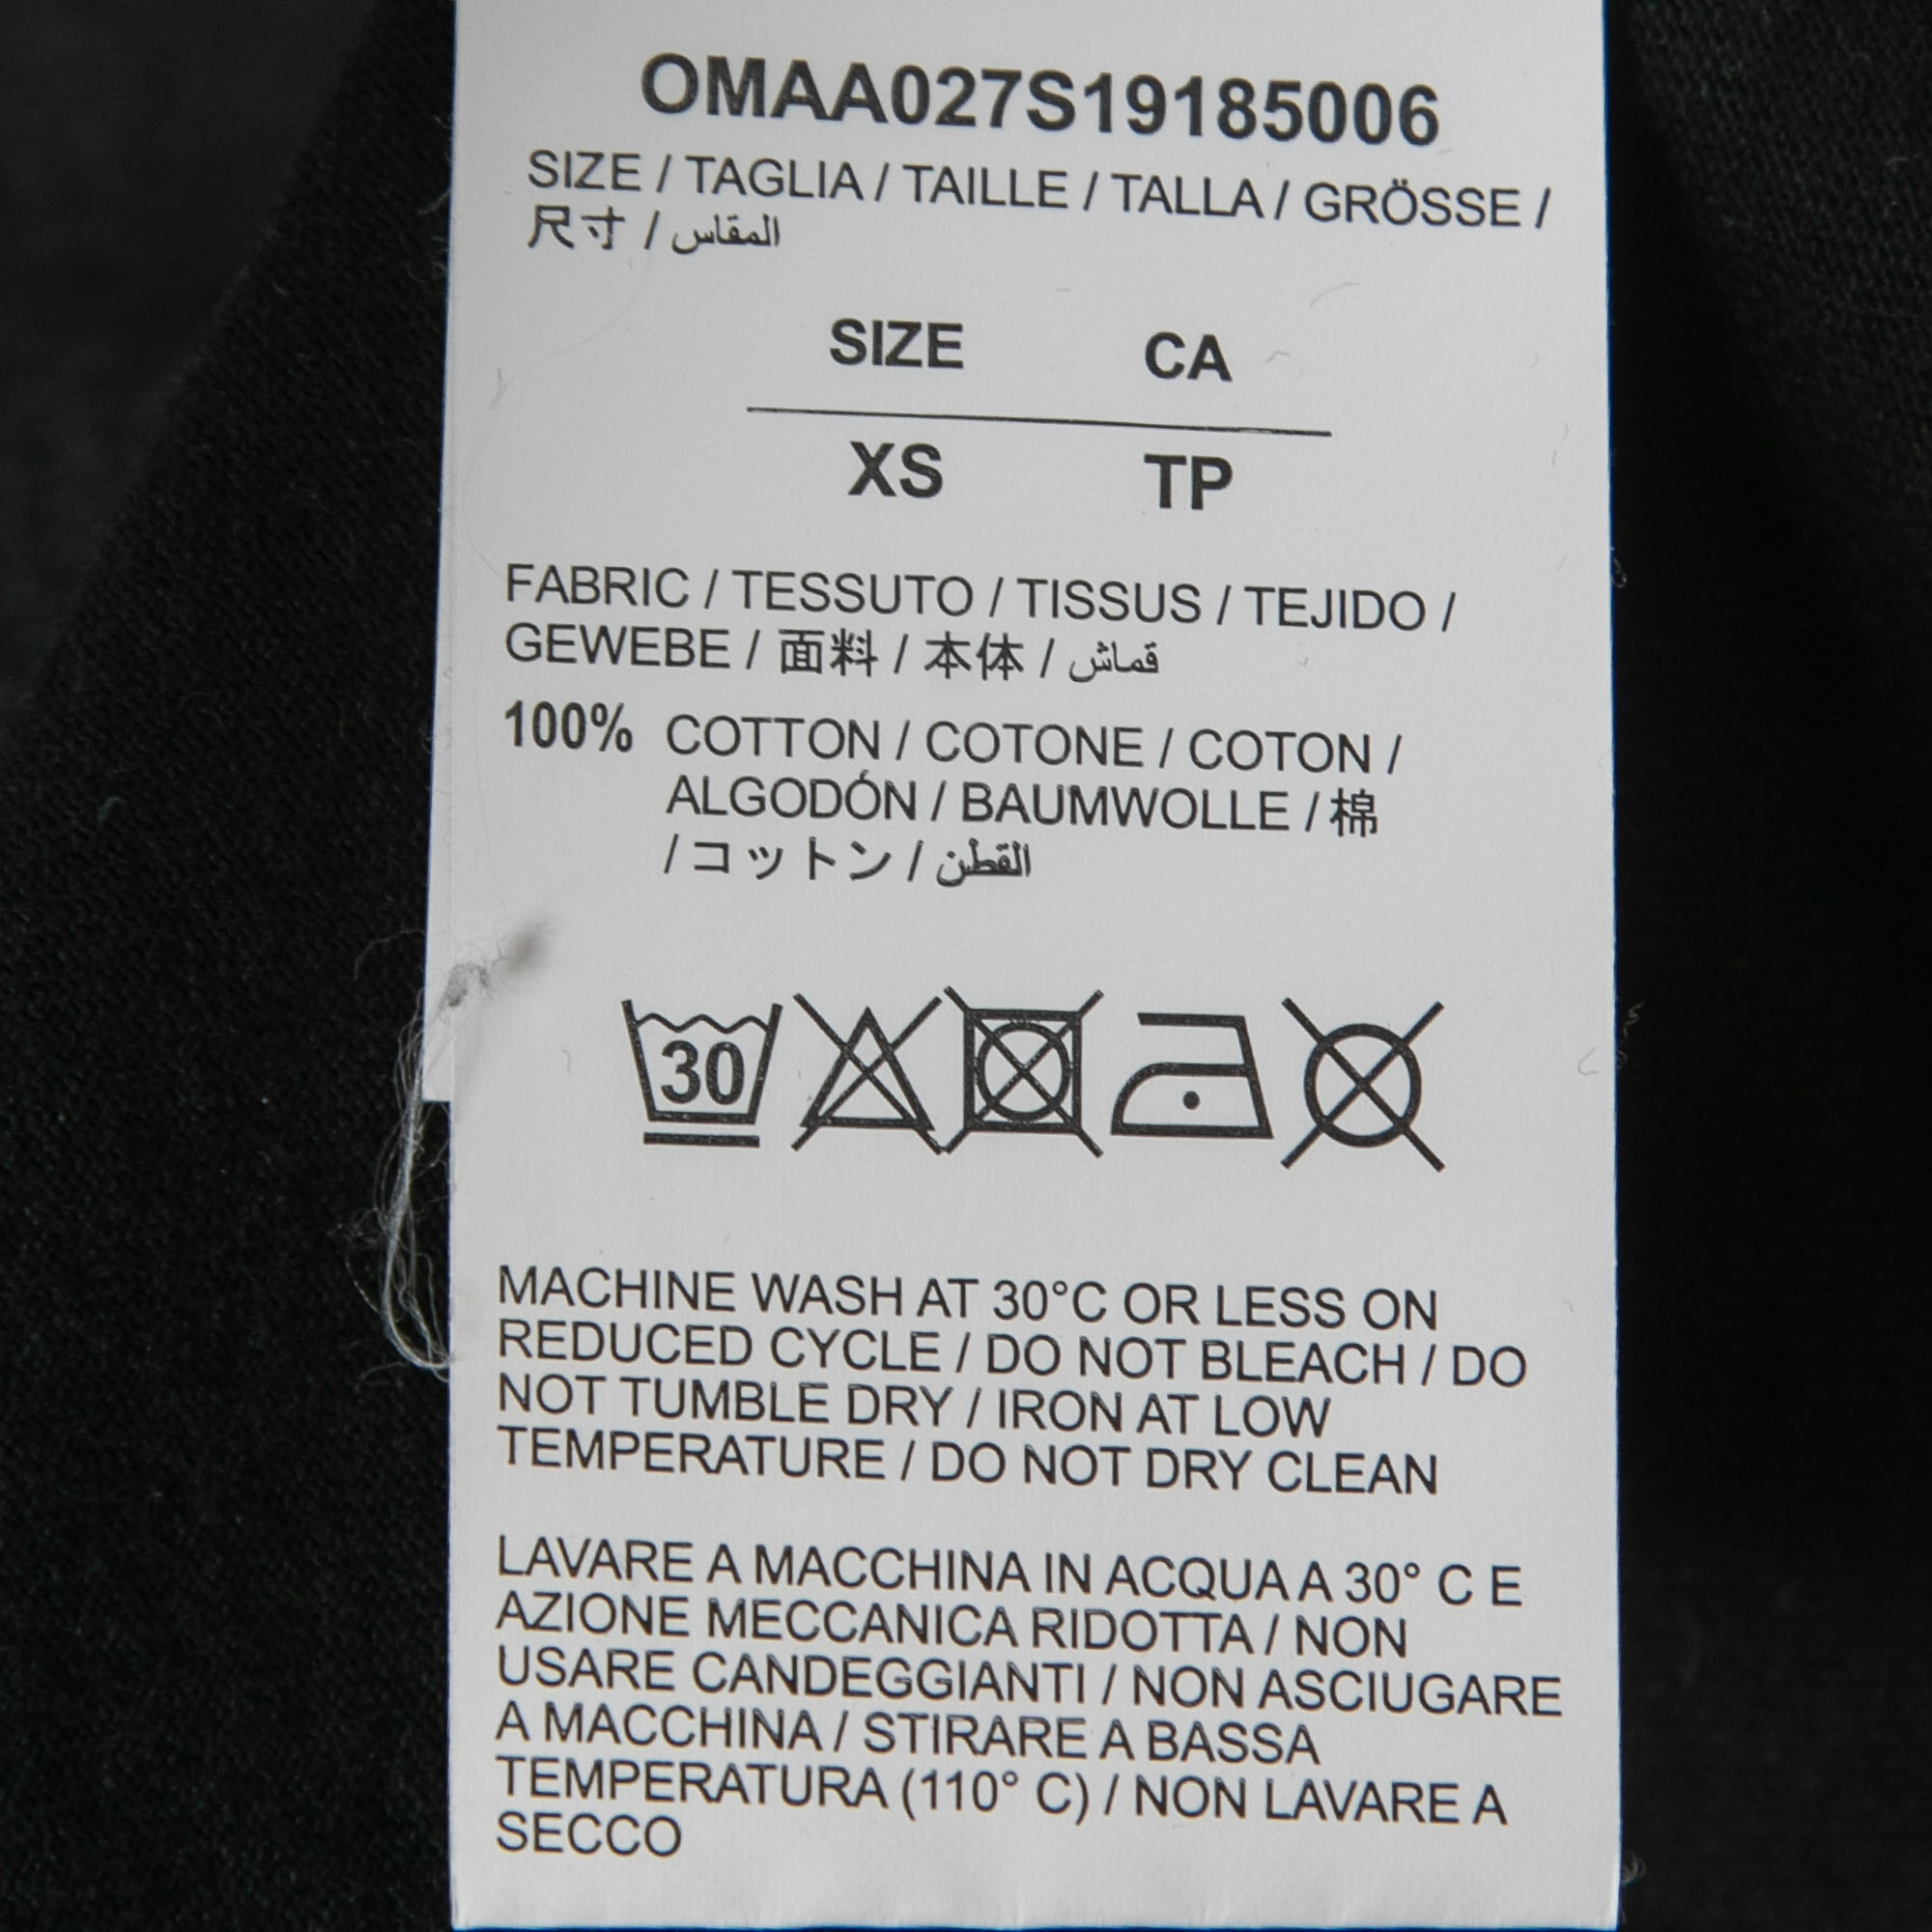 OMAA027S19185006
SIZE / TAGLIA / TAILLE / TALLA / GRÖSSE /
尺寸 / المقاس
SIZE CA
XS TP
FABRIC / TESSUTO / TISSUS / TEJIDO /
GEWEBE / 面料 / 本体 / قماش
100% COTTON / COTONE / COTON /
ALGODÓN / BAUMWOLLE / 棉
/ コットン / القطن
30
MACHINE WASH AT 30°C OR LESS ON
REDUCED CYCLE / DO NOT BLEACH / DO
NOT TUMBLE DRY / IRON AT LOW
TEMPERATURE / DO NOT DRY CLEAN
LAVARE A MACCHINA IN ACQUA A 30° C E
AZIONE MECCANICA RIDOTTA / NON
USARE CANDEGGIANTI / NON ASCIUGARE
A MACCHINA / STIRARE A BASSA
TEMPERATURA (110° C) / NON LAVARE A
SECCO